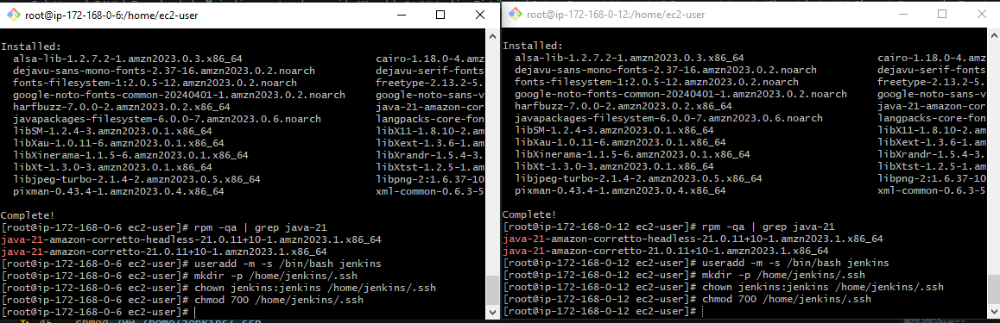 root@ip-172-168-0-6:/home/ec2-user
Installed:
alsa-lib-1.2.7.2-1.amzn2023.0.3.x86_64 cairo-1.18.0-4.amz
dejavu-sans-mono-fonts-2.37-16.amzn2023.0.2.noarch dejavu-serif-fonts
fonts-filesystem-1:2.0.5-12.amzn2023.0.2.noarch freetype-2.13.2-5.
google-noto-fonts-common-20240401-1.amzn2023.0.2.noarch google-noto-sans-v
harfbuzz-7.0.0-2.amzn2023.0.2.x86_64 java-21-amazon-cor
javapackages-filesystem-6.0.0-7.amzn2023.0.6.noarch langpacks-core-fon
libSM-1.2.4-3.amzn2023.0.1.x86_64 libX11-1.8.10-2.am
libXau-1.0.11-6.amzn2023.0.1.x86_64 libXext-1.3.6-1.am
libXinerama-1.1.5-6.amzn2023.0.1.x86_64 libXrandr-1.5.4-3.
libXt-1.3.0-3.amzn2023.0.1.x86_64 libXtst-1.2.5-1.am
libjpeg-turbo-2.1.4-2.amzn2023.0.5.x86_64 libpng-2:1.6.37-10
pixman-0.43.4-1.amzn2023.0.4.x86_64 xml-common-0.6.3-5
Complete!
[root@ip-172-168-0-6 ec2-user]# rpm -qa | grep java-21
java-21-amazon-corretto-headless-21.0.11+10-1.amzn2023.1.x86_64
java-21-amazon-corretto-21.0.11+10-1.amzn2023.1.x86_64
[root@ip-172-168-0-6 ec2-user]# useradd -m -s /bin/bash jenkins
[root@ip-172-168-0-6 ec2-user]# mkdir -p /home/jenkins/.ssh
[root@ip-172-168-0-6 ec2-user]# chown jenkins:jenkins /home/jenkins/.ssh
[root@ip-172-168-0-6 ec2-user]# chmod 700 /home/jenkins/.ssh
[root@ip-172-168-0-6 ec2-user]#
45 chmod 700 /home/jenkins/.ssh
root@ip-172-168-0-12:/home/ec2-user
Installed:
alsa-lib-1.2.7.2-1.amzn2023.0.3.x86_64 cairo-1.18.0-4.amz
dejavu-sans-mono-fonts-2.37-16.amzn2023.0.2.noarch dejavu-serif-fonts
fonts-filesystem-1:2.0.5-12.amzn2023.0.2.noarch freetype-2.13.2-5.
google-noto-fonts-common-20240401-1.amzn2023.0.2.noarch google-noto-sans-v
harfbuzz-7.0.0-2.amzn2023.0.2.x86_64 java-21-amazon-cor
javapackages-filesystem-6.0.0-7.amzn2023.0.6.noarch langpacks-core-fon
libSM-1.2.4-3.amzn2023.0.1.x86_64 libX11-1.8.10-2.am
libXau-1.0.11-6.amzn2023.0.1.x86_64 libXext-1.3.6-1.am
libXinerama-1.1.5-6.amzn2023.0.1.x86_64 libXrandr-1.5.4-3.
libXt-1.3.0-3.amzn2023.0.1.x86_64 libXtst-1.2.5-1.am
libjpeg-turbo-2.1.4-2.amzn2023.0.5.x86_64 libpng-2:1.6.37-10
pixman-0.43.4-1.amzn2023.0.4.x86_64 xml-common-0.6.3-5
Complete!
[root@ip-172-168-0-12 ec2-user]# rpm -qa | grep java-21
java-21-amazon-corretto-headless-21.0.11+10-1.amzn2023.1.x86_64
java-21-amazon-corretto-21.0.11+10-1.amzn2023.1.x86_64
[root@ip-172-168-0-12 ec2-user]# useradd -m -s /bin/bash jenkins
[root@ip-172-168-0-12 ec2-user]# mkdir -p /home/jenkins/.ssh
[root@ip-172-168-0-12 ec2-user]# chown jenkins:jenkins /home/jenkins/.ssh
[root@ip-172-168-0-12 ec2-user]# chmod 700 /home/jenkins/.ssh
[root@ip-172-168-0-12 ec2-user]#